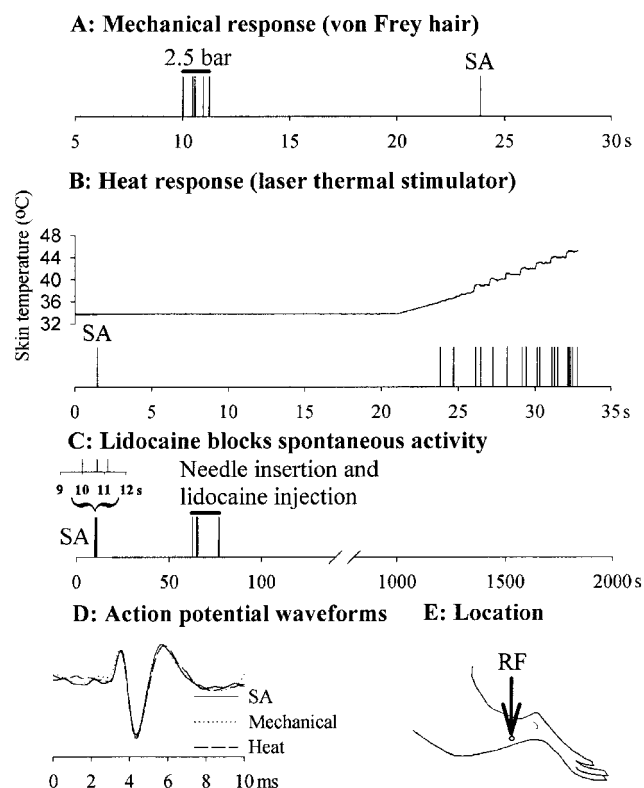 A: Mechanical response (von Frey hair)
2.5 bar
SA
5 10 15 20 25 30 s
B: Heat response (laser thermal stimulator)
Skin temperature (ºC)
48
44
40
36
32
SA
0 5 10 15 20 25 30 35 s
C: Lidocaine blocks spontaneous activity
Needle insertion and
lidocaine injection
9 10 11 12 s
SA
0 50 100 1000 1500 2000 s
D: Action potential waveforms
E: Location
RF
SA
Mechanical
Heat
0 2 4 6 8 10 ms